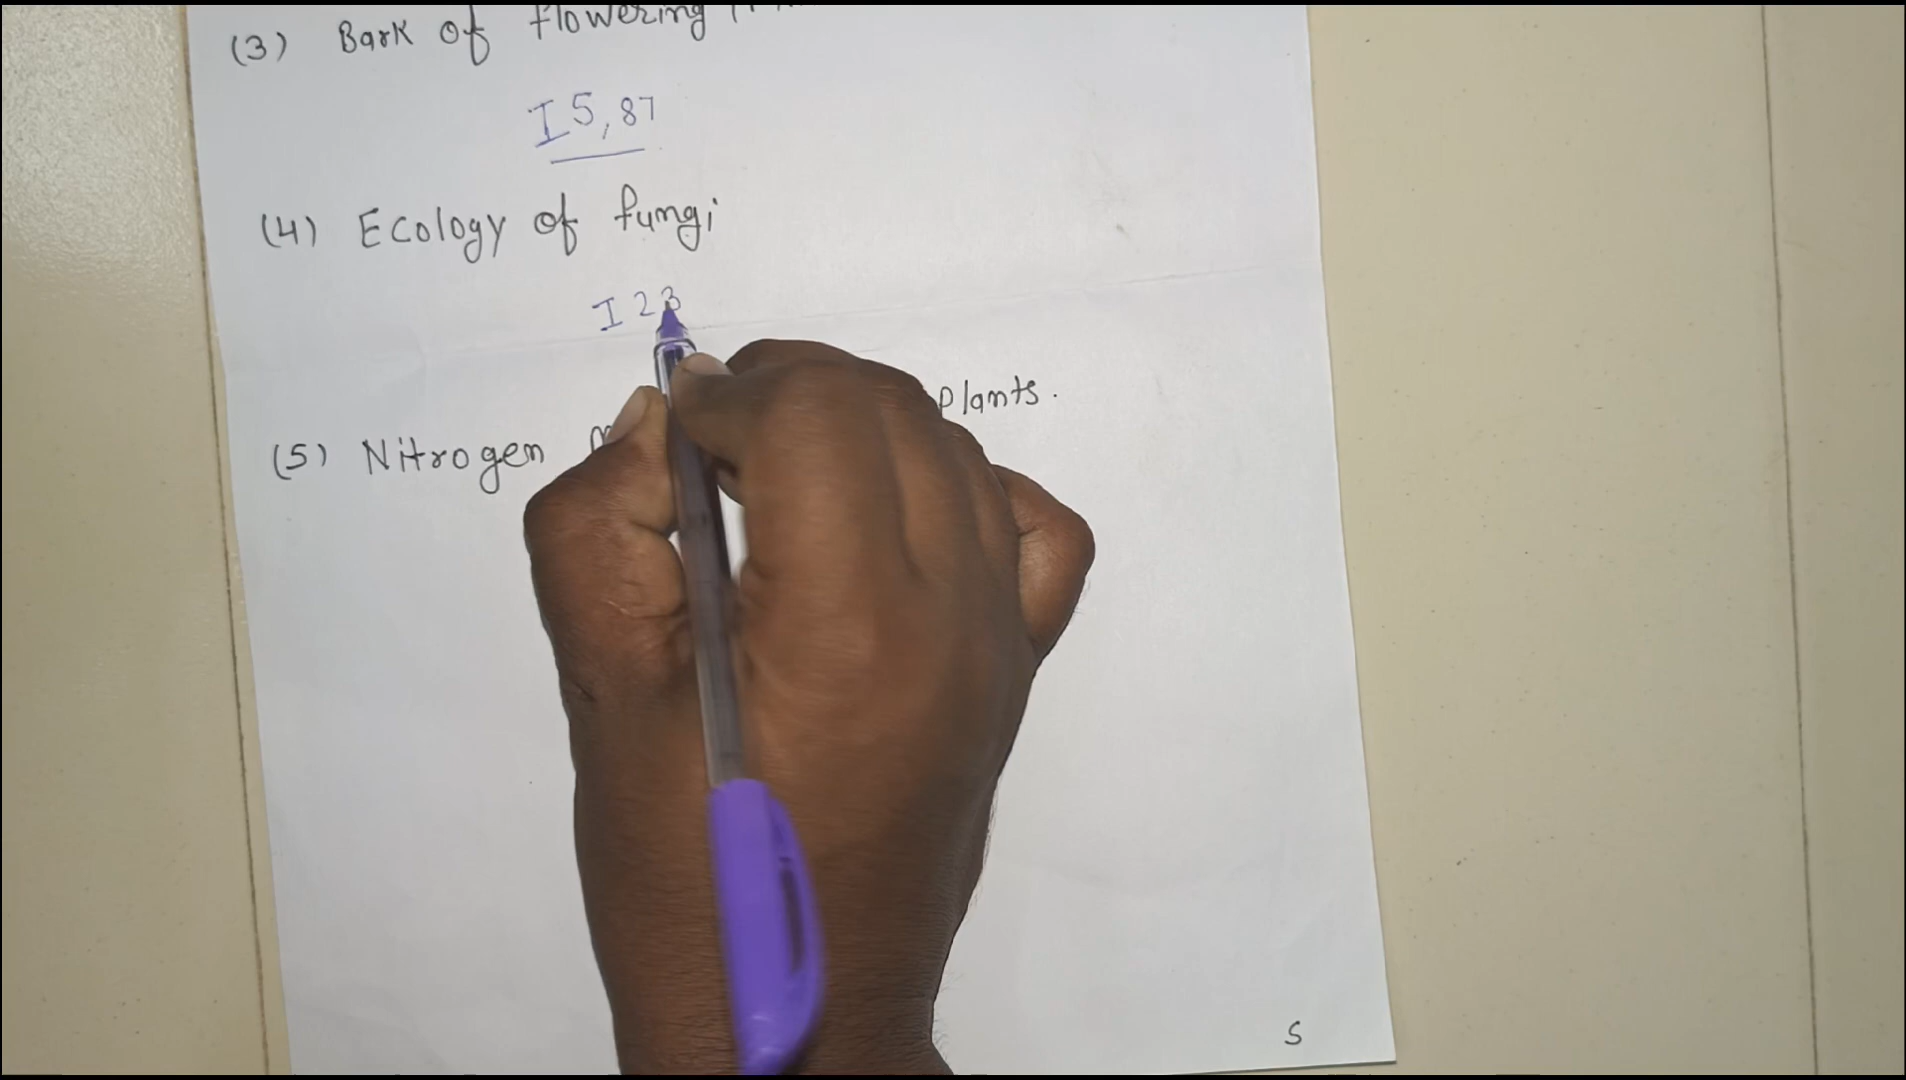 (3) Bark of flowering
I5,87
(4) Ecology of fungi
I 23
(5) Nitrogen Plants.
S